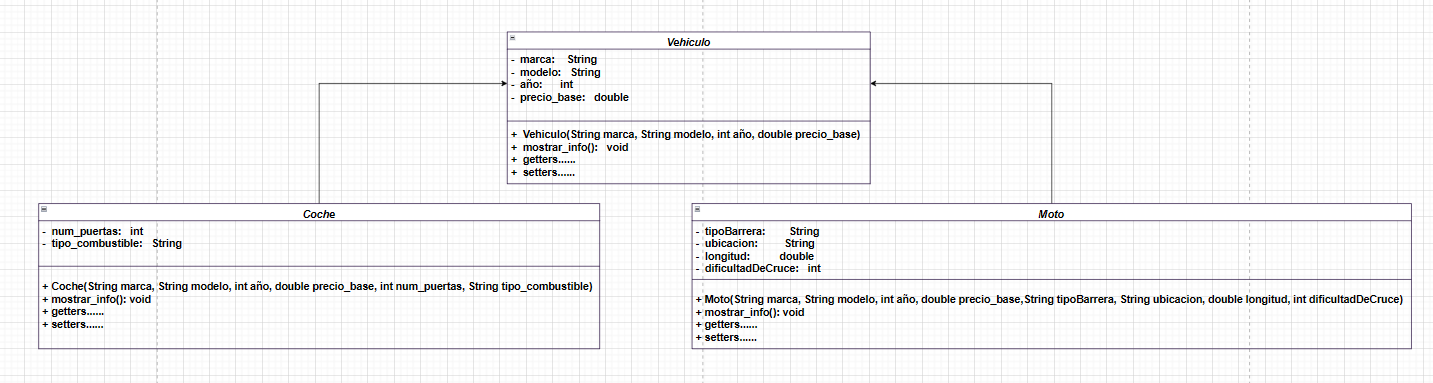 Vehiculo
- marca: String
- modelo: String
- año: int
- precio_base: double
+ Vehiculo(String marca, String modelo, int año, double precio_base)
+ mostrar_info(): void
+ getters......
+ setters......
Coche
- num_puertas: int
- tipo_combustible: String
+ Coche(String marca, String modelo, int año, double precio_base, int num_puertas, String tipo_combustible)
+ mostrar_info(): void
+ getters......
+ setters......
Moto
- tipoBarrera: String
- ubicacion: String
- longitud: double
- dificultadDeCruce: int
+ Moto(String marca, String modelo, int año, double precio_base,String tipoBarrera, String ubicacion, double longitud, int dificultadDeCruce)
+ mostrar_info(): void
+ getters......
+ setters......